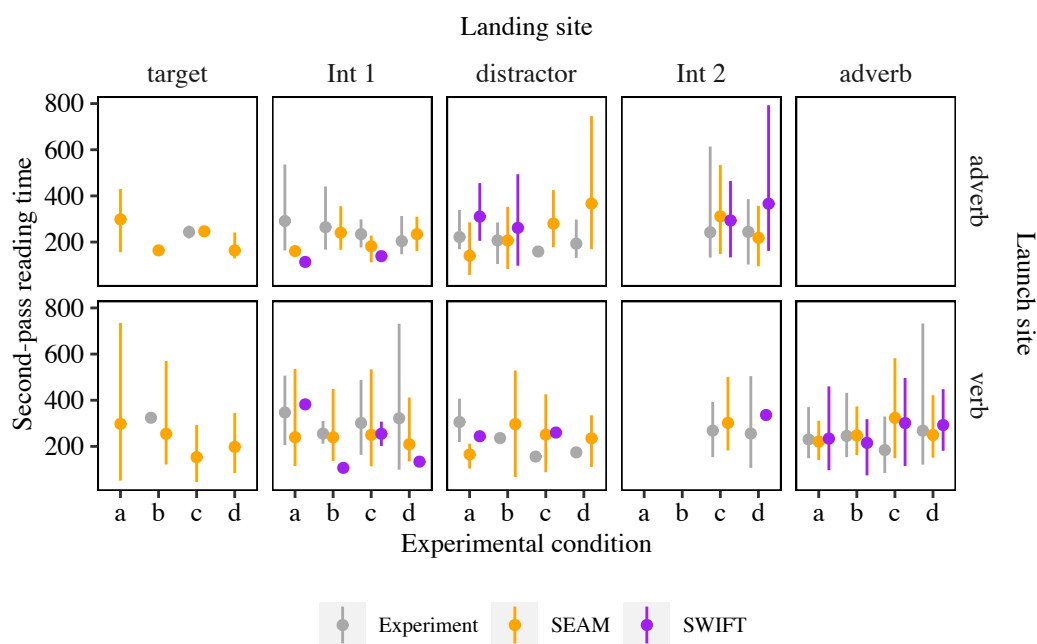 Landing site
target Int 1 distractor Int 2 adverb
Second-pass reading time
800
600
400
200
adverb
Launch site
800
600
400
200
verb
a b c d a b c d a b c d a b c d a b c d
Experimental condition
Experiment SEAM SWIFT